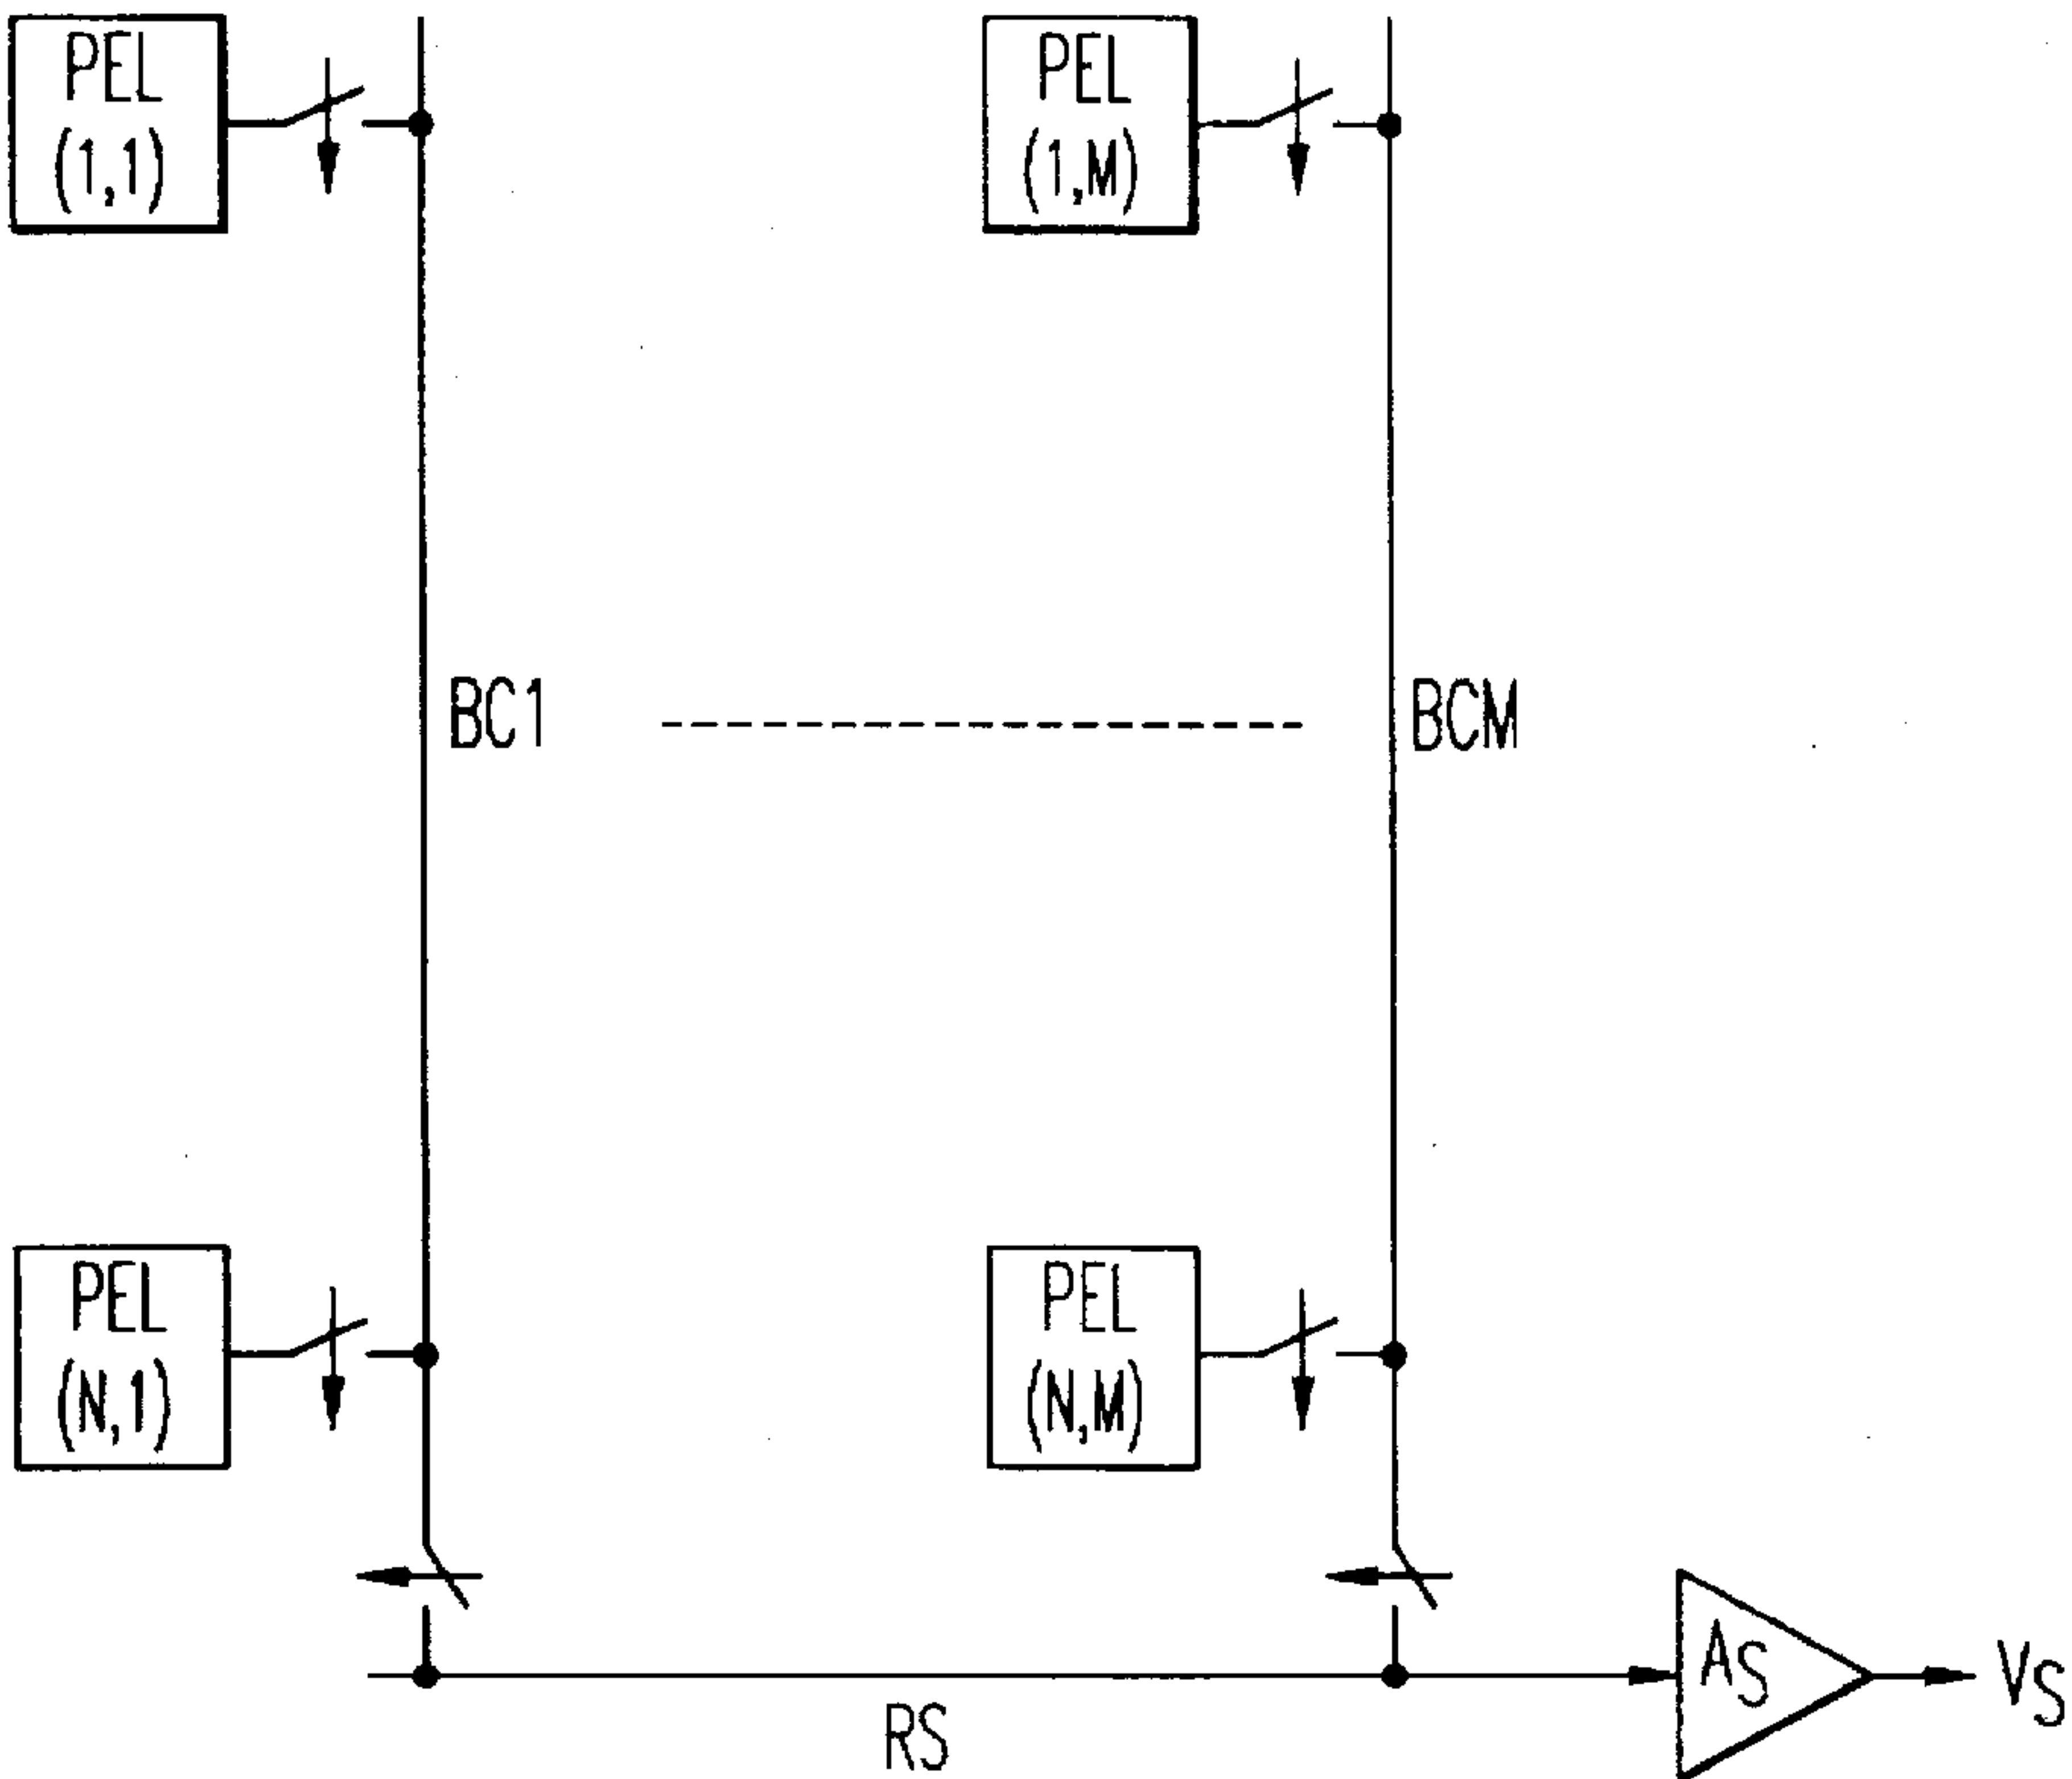 PEL
(1,1)
PEL
(1,M)
BC1
BCM
PEL
(N,1)
PEL
(N,M)
AS
VS
RS